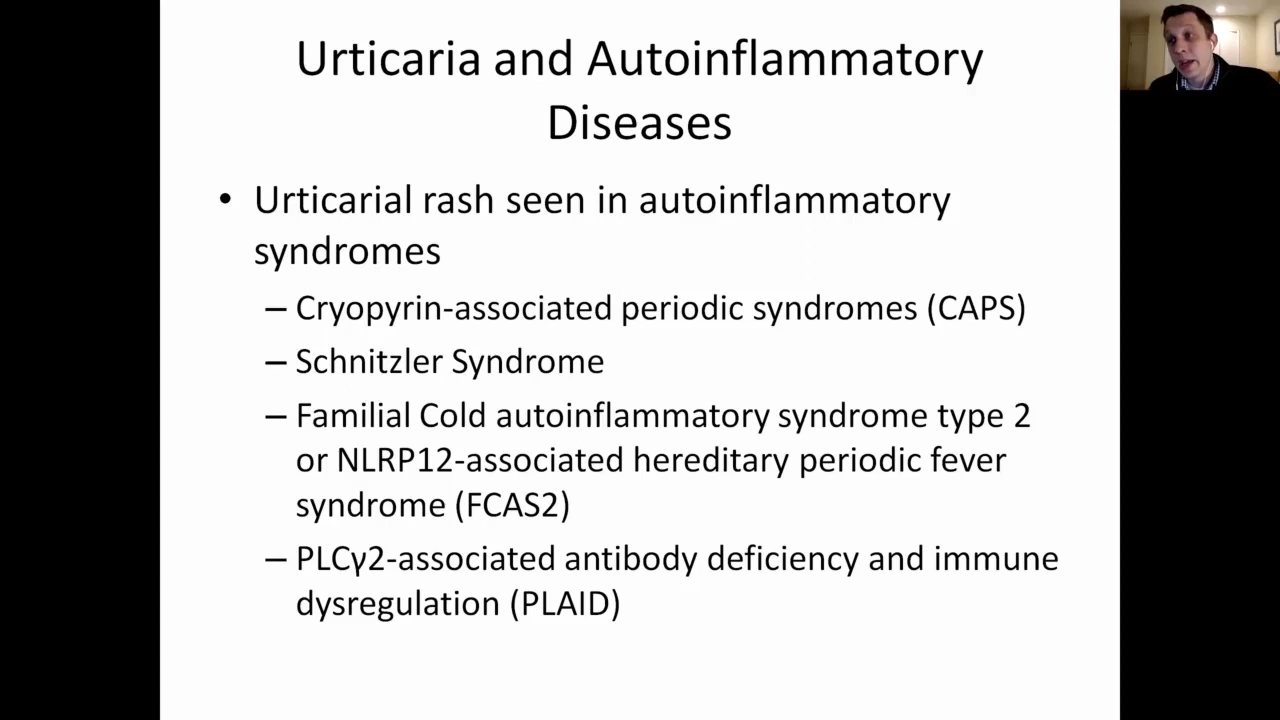 Urticaria and Autoinflammatory
Diseases
• Urticarial rash seen in autoinflammatory
syndromes
– Cryopyrin-associated periodic syndromes (CAPS)
– Schnitzler Syndrome
– Familial Cold autoinflammatory syndrome type 2
or NLRP12-associated hereditary periodic fever
syndrome (FCAS2)
– PLCγ2-associated antibody deficiency and immune
dysregulation (PLAID)